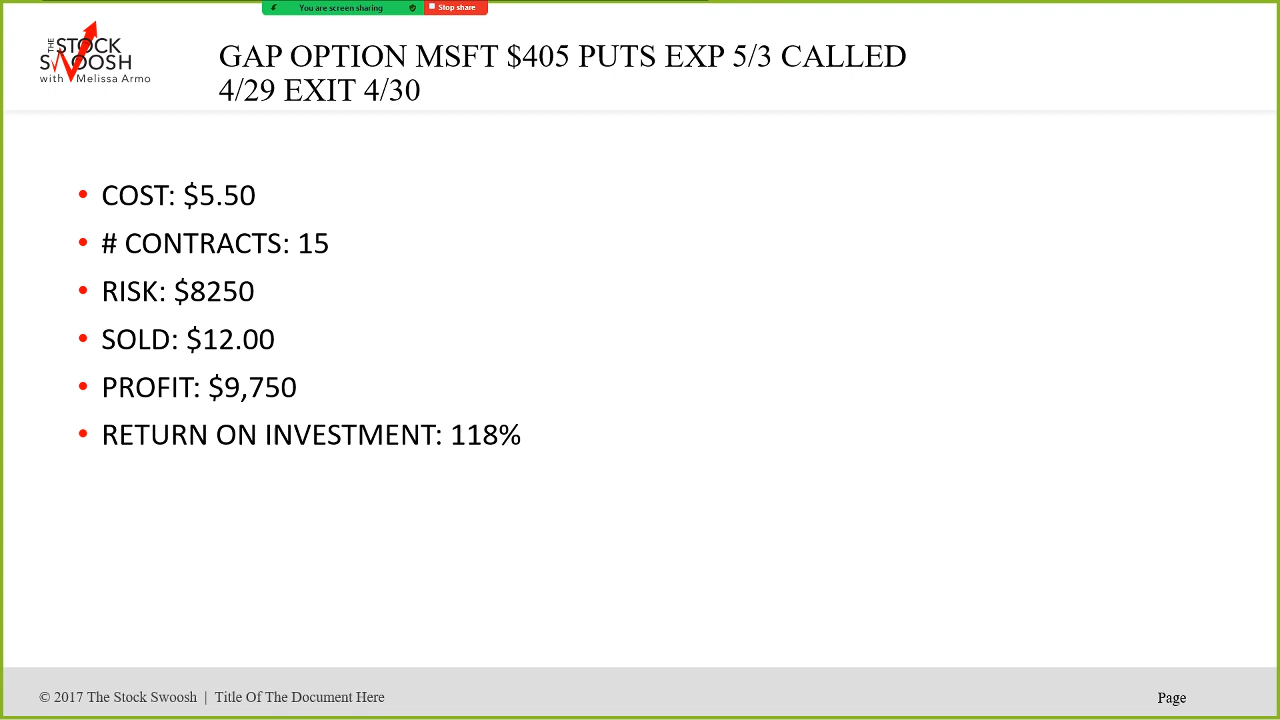 You are screen sharing
Stop share
THE STOCK
SWOOSH
with Melissa Armo
GAP OPTION MSFT $405 PUTS EXP 5/3 CALLED
4/29 EXIT 4/30
• COST: $5.50
• # CONTRACTS: 15
• RISK: $8250
• SOLD: $12.00
• PROFIT: $9,750
• RETURN ON INVESTMENT: 118%
© 2017 The Stock Swoosh | Title Of The Document Here
Page